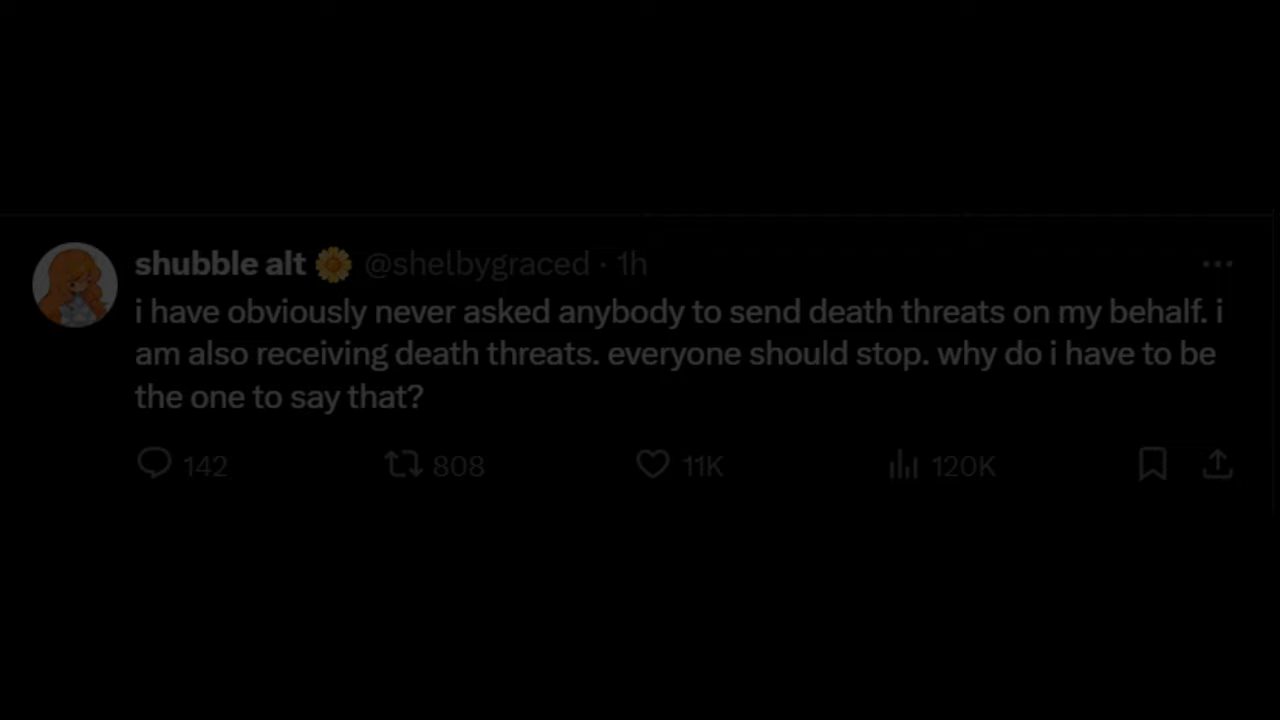 shubble alt 🌼 @shelbygraced · 1h
i have obviously never asked anybody to send death threats on my behalf. i
am also receiving death threats. everyone should stop. why do i have to be
the one to say that?
142 808 11K 120K